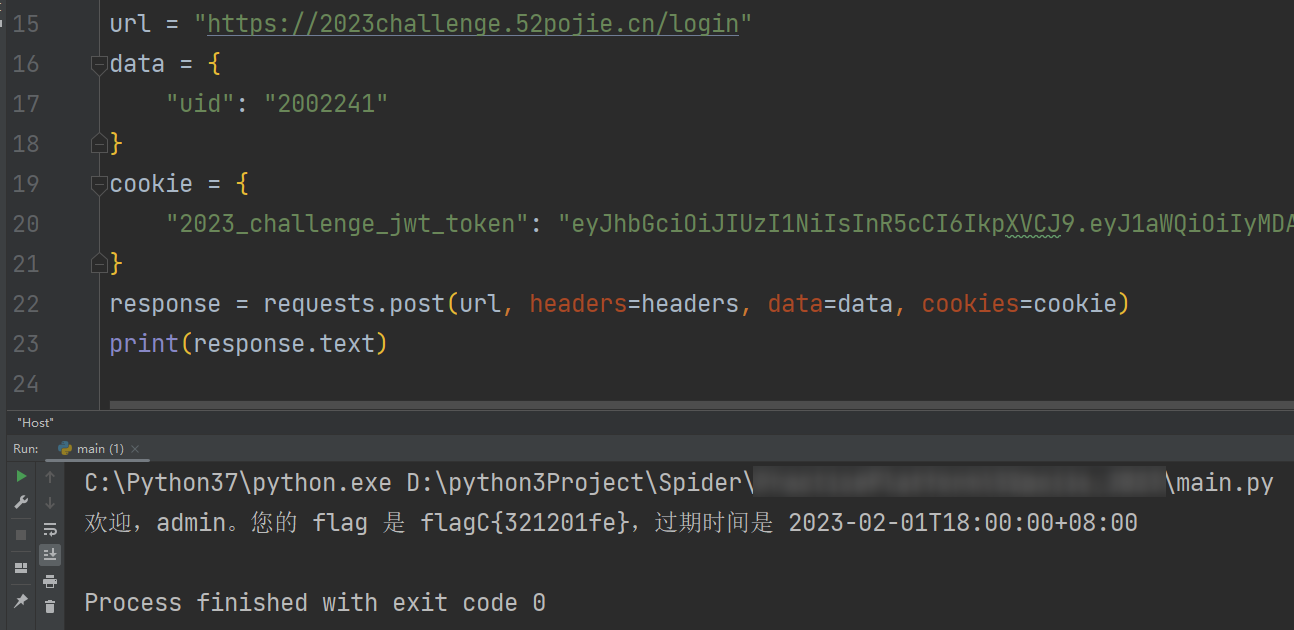 15 url = "https://2023challenge.52pojie.cn/login"
16 data = {
17 "uid": "2002241"
18 }
19 cookie = {
20 "2023_challenge_jwt_token": "eyJhbGciOiJIUzI1NiIsInR5cCI6IkpXVCJ9.eyJ1aWQiOiIyMDA
21 }
22 response = requests.post(url, headers=headers, data=data, cookies=cookie)
23 print(response.text)
24
"Host"
Run: main (1)
C:\Python37\python.exe D:\python3Project\Spider\ \main.py
欢迎，admin。您的 flag 是 flagC{321201fe}，过期时间是 2023-02-01T18:00:00+08:00
Process finished with exit code 0